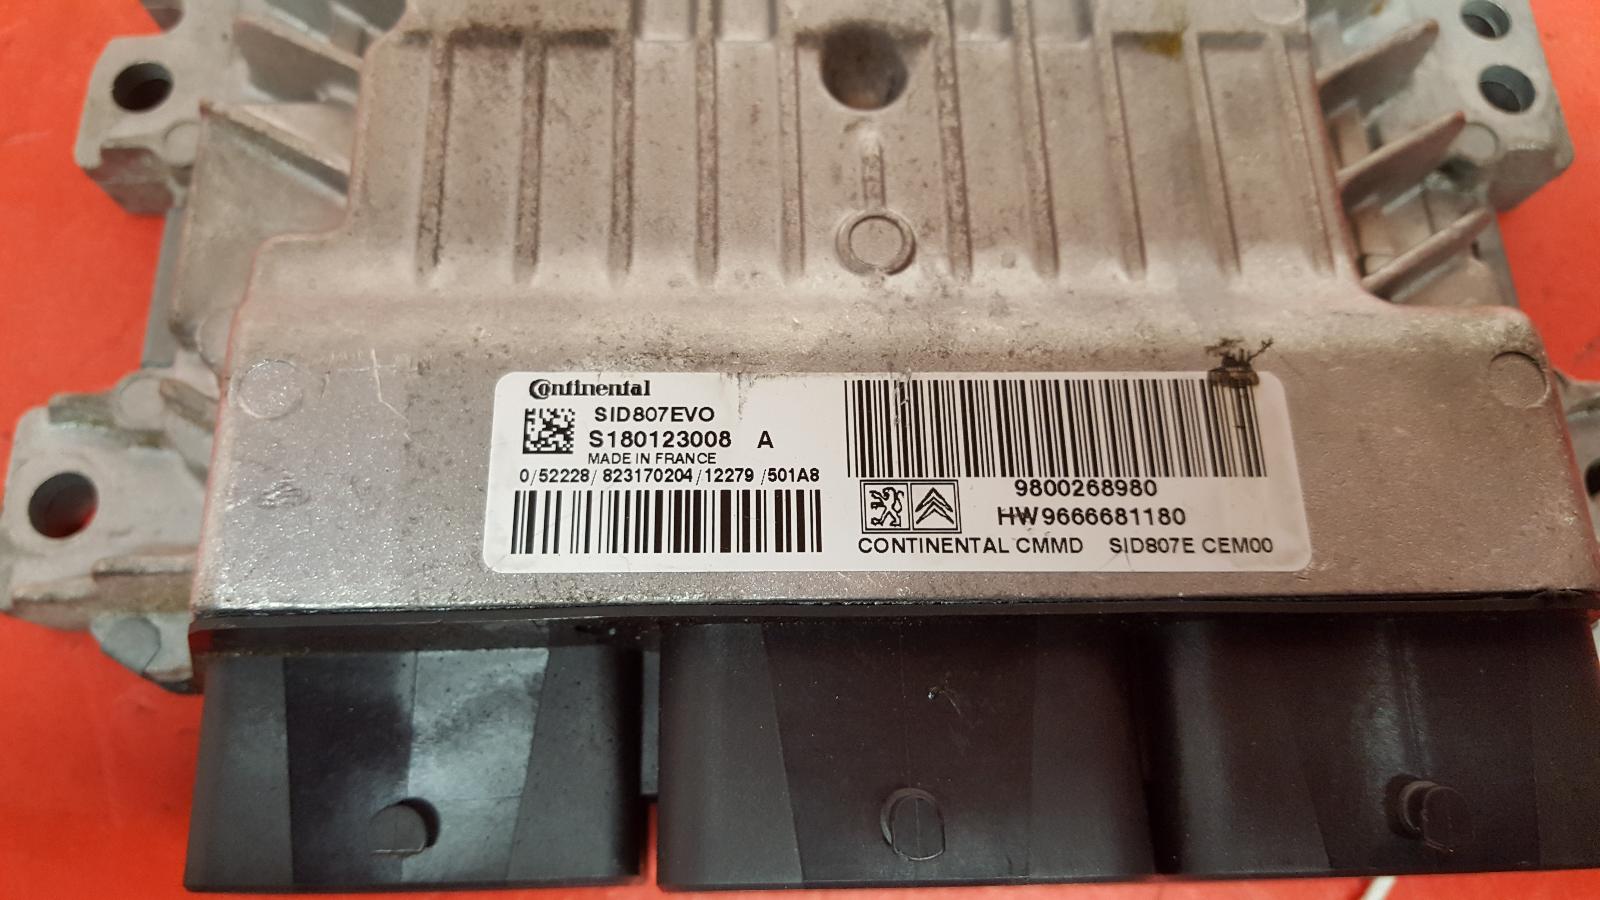 Continental
SID807EVO
S180123008 A
MADE IN FRANCE
0/52228/823170204/12279/501A8
9800268980
HW9666681180
CONTINENTAL CMMD SID807E CEM00